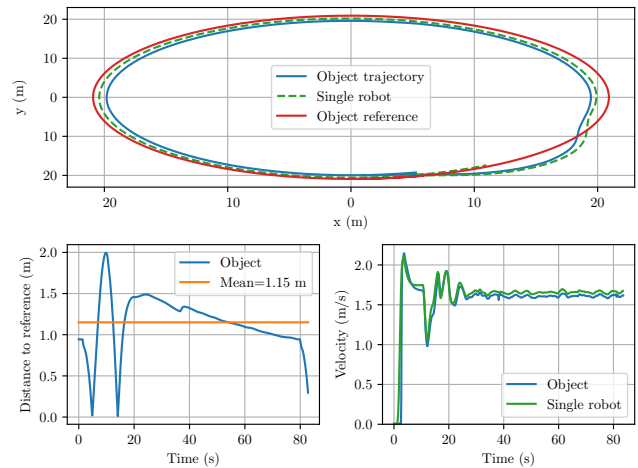 20
10
0
10
20
y (m)
Object trajectory
Single robot
Object reference
20
10
0
10
20
x (m)
2.0
1.5
1.0
0.5
0.0
Distance to reference (m)
Object
Mean=1.15 m
0
20
40
60
80
Time (s)
2.0
1.5
1.0
0.5
0.0
Velocity (m/s)
Object
Single robot
0
20
40
60
80
Time (s)